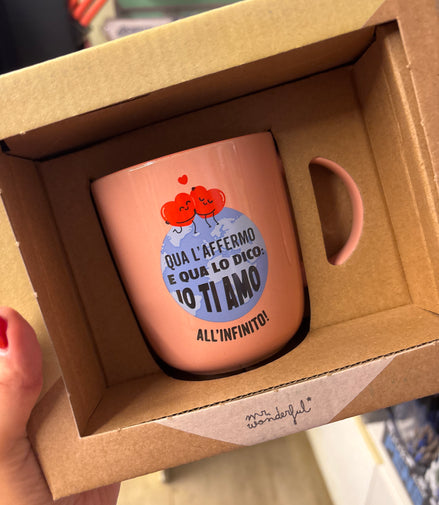 QUA L'AFFERMO
E QUA LO DICO:
IO TI AMO
ALL'INFINITO!
mr.
wonderful*